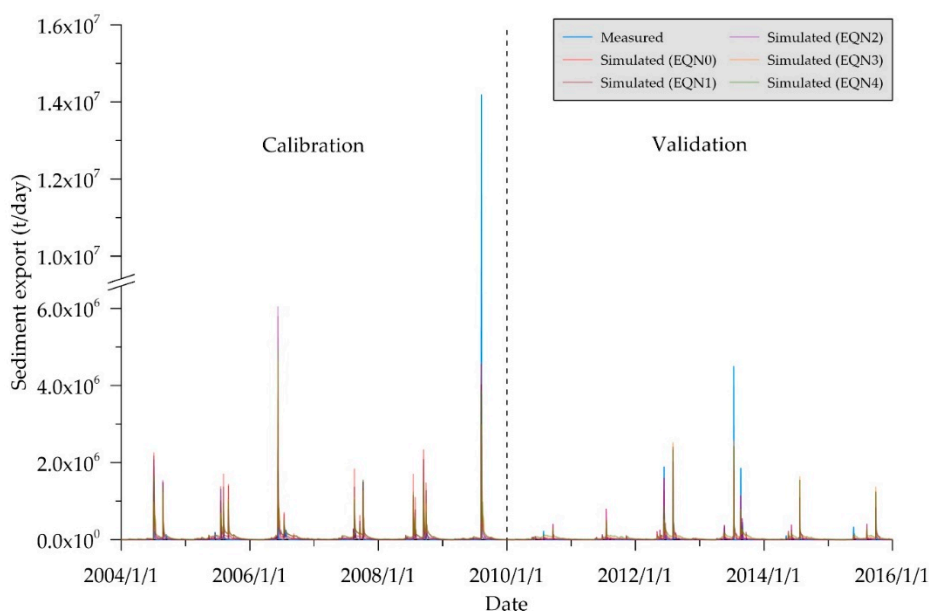 1.6x10⁷
1.4x10⁷
1.2x10⁷
1.0x10⁷
6.0x10⁶
4.0x10⁶
2.0x10⁶
0.0x10⁰
Sediment export (t/day)
Measured
Simulated (EQN0)
Simulated (EQN1)
Simulated (EQN2)
Simulated (EQN3)
Simulated (EQN4)
Calibration
Validation
2004/1/1 2006/1/1 2008/1/1 2010/1/1 2012/1/1 2014/1/1 2016/1/1
Date